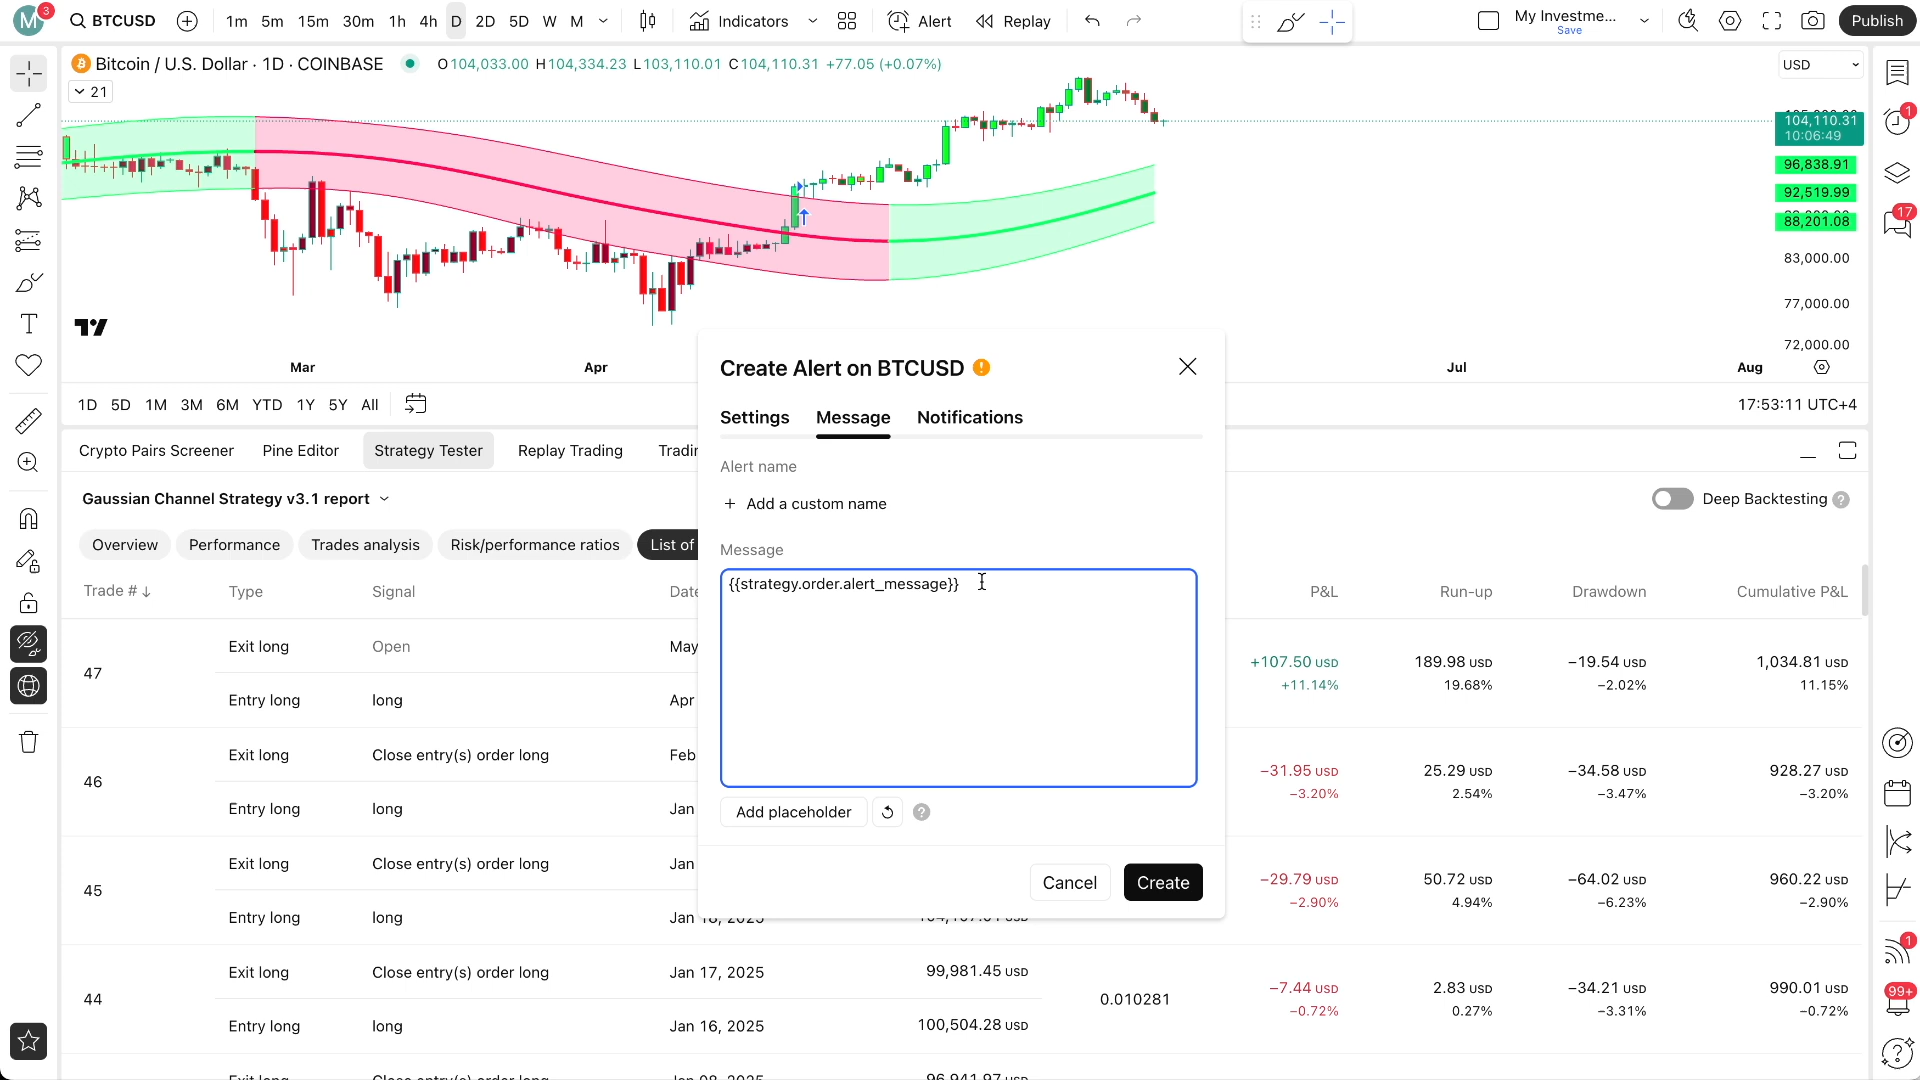 M 3 BTCUSD 1m 5m 15m 30m 1h 4h D 2D 5D W M Indicators Alert Replay My Investme... Save Publish
Bitcoin / U.S. Dollar · 1D · COINBASE O104,033.00 H104,334.23 L103,110.01 C104,110.31 +77.05 (+0.07%) USD
21
104,110.31
10:06:49
96,838.91
92,519.99
88,201.08
83,000.00
77,000.00
72,000.00
1
17
Mar Apr Jul Aug
1D 5D 1M 3M 6M YTD 1Y 5Y All 17:53:11 UTC+4
Crypto Pairs Screener Pine Editor Strategy Tester Replay Trading
Gaussian Channel Strategy v3.1 report Deep Backtesting ?
Overview Performance Trades analysis Risk/performance ratios List of
Trade # ↓ Type Signal P&L Run-up Drawdown Cumulative P&L
47
Exit long Open May
Entry long long Apr
+107.50 USD 189.98 USD −19.54 USD 1,034.81 USD
+11.14% 19.68% −2.02% 11.15%
46
Exit long Close entry(s) order long Feb
Entry long long Jan
−31.95 USD 25.29 USD −34.58 USD 928.27 USD
−3.20% 2.54% −3.47% −3.20%
45
Exit long Close entry(s) order long Jan
Entry long long Jan
−29.79 USD 50.72 USD −64.02 USD 960.22 USD
−2.90% 4.94% −6.23% −2.90%
44
Exit long Close entry(s) order long Jan 17, 2025 99,981.45 USD
Entry long long Jan 16, 2025 100,504.28 USD
0.010281
−7.44 USD 2.83 USD −34.21 USD 990.01 USD
−0.72% 0.27% −3.31% −0.72%
Create Alert on BTCUSD
Settings Message Notifications
Alert name
+ Add a custom name
Message
{{strategy.order.alert_message}}
Add placeholder ?
Cancel Create
1
99+
?